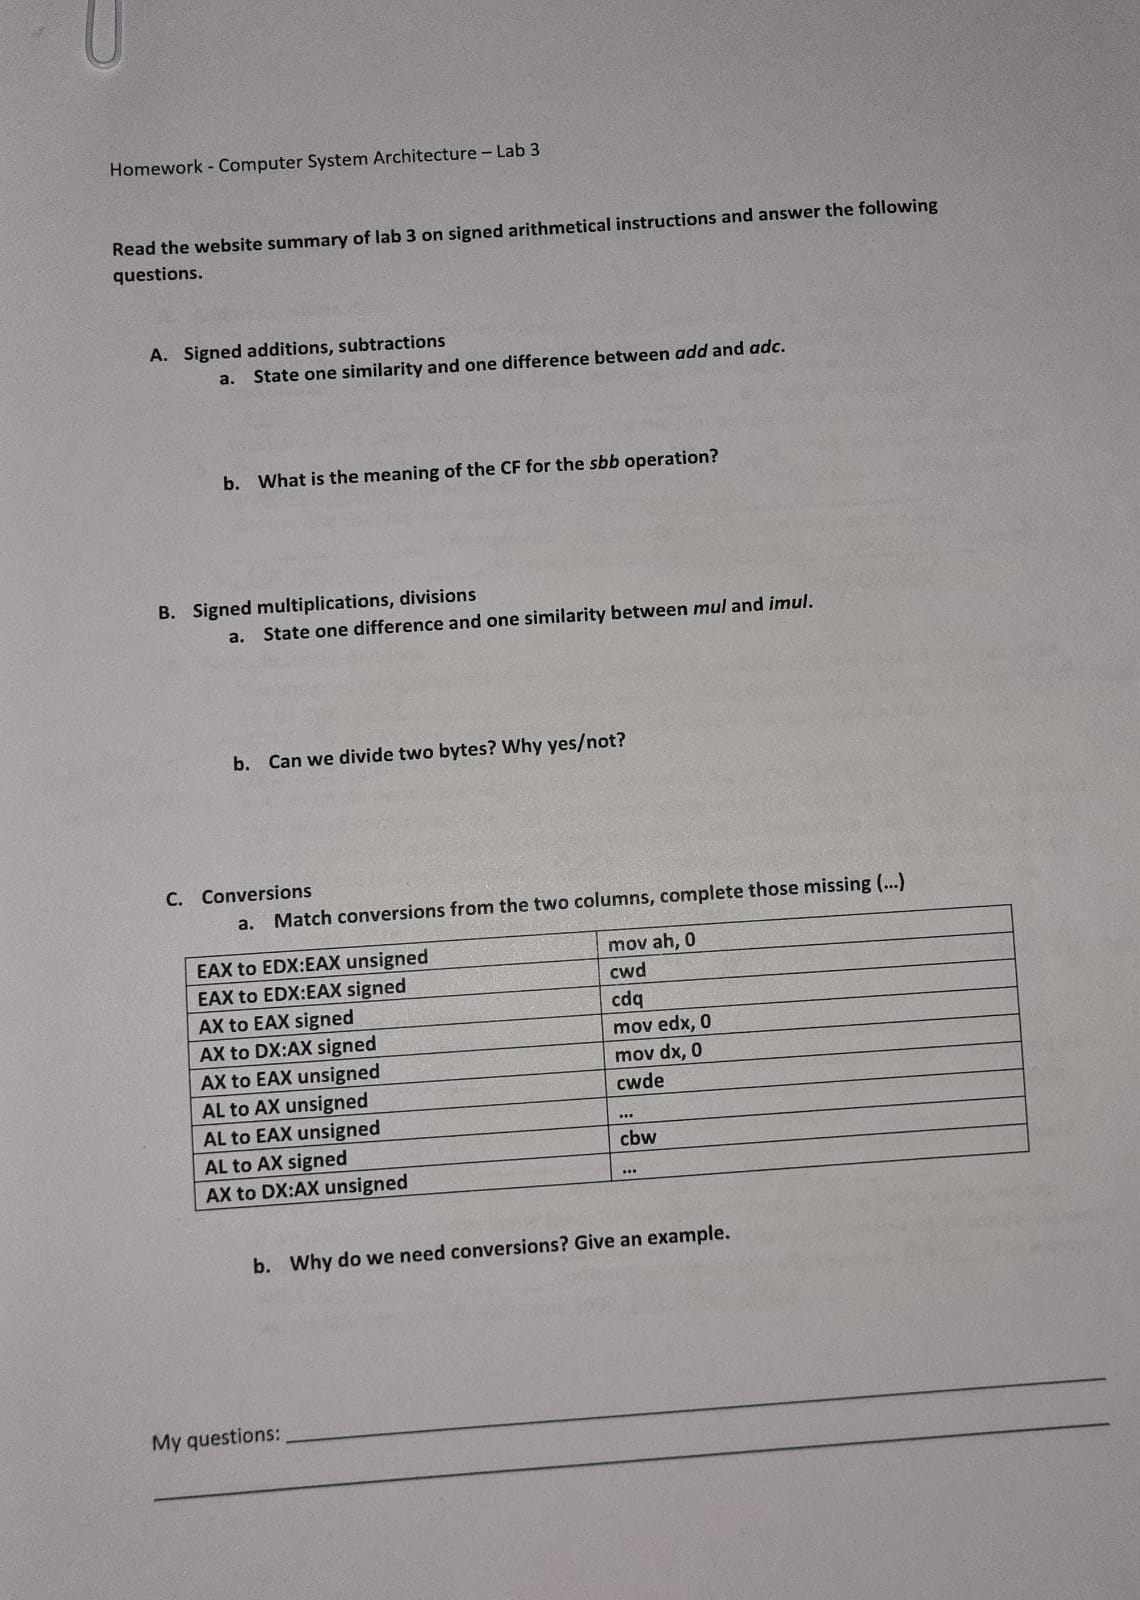 Homework - Computer System Architecture – Lab 3
Read the website summary of lab 3 on signed arithmetical instructions and answer the following
questions.
A. Signed additions, subtractions
a. State one similarity and one difference between add and adc.
b. What is the meaning of the CF for the sbb operation?
B. Signed multiplications, divisions
a. State one difference and one similarity between mul and imul.
b. Can we divide two bytes? Why yes/not?
C. Conversions
a. Match conversions from the two columns, complete those missing (...)
EAX to EDX:EAX unsigned mov ah, 0
EAX to EDX:EAX signed cwd
AX to EAX signed cdq
AX to DX:AX signed mov edx, 0
AX to EAX unsigned mov dx, 0
AL to AX unsigned cwde
AL to EAX unsigned ...
AL to AX signed cbw
AX to DX:AX unsigned ...
b. Why do we need conversions? Give an example.
My questions: